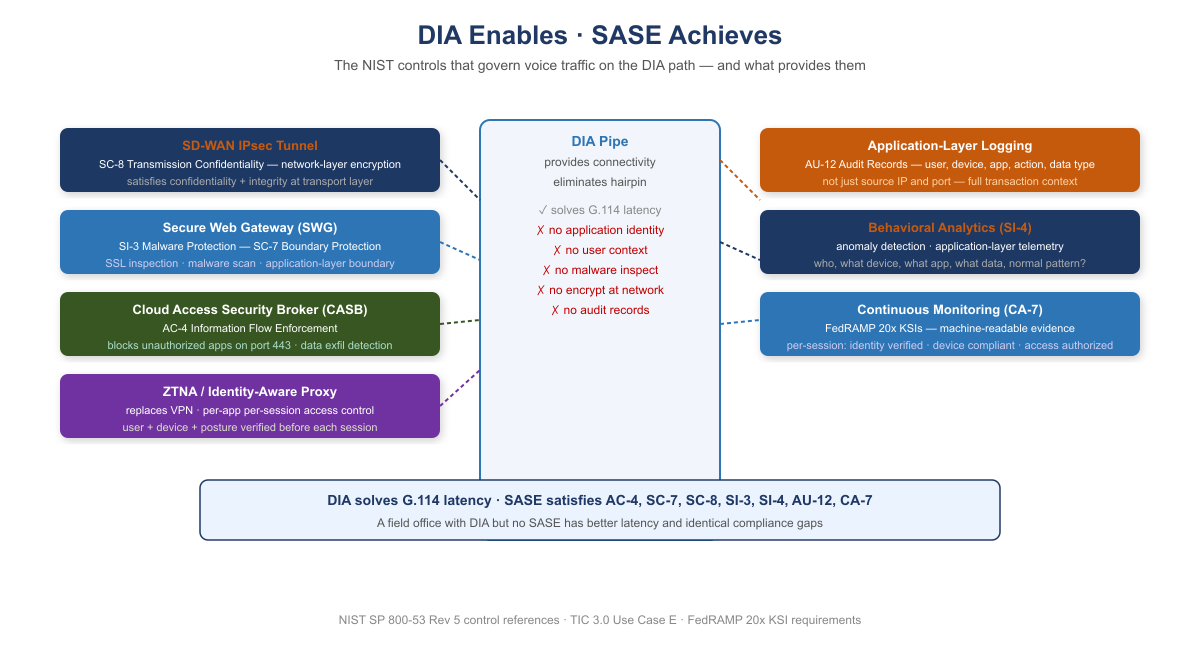 DIA Enables · SASE Achieves
The NIST controls that govern voice traffic on the DIA path — and what provides them
SD-WAN IPsec Tunnel
SC-8 Transmission Confidentiality — network-layer encryption
satisfies confidentiality + integrity at transport layer
Secure Web Gateway (SWG)
SI-3 Malware Protection — SC-7 Boundary Protection
SSL inspection · malware scan · application-layer boundary
Cloud Access Security Broker (CASB)
AC-4 Information Flow Enforcement
blocks unauthorized apps on port 443 · data exfil detection
ZTNA / Identity-Aware Proxy
replaces VPN · per-app per-session access control
user + device + posture verified before each session
DIA Pipe
provides connectivity
eliminates hairpin
✓ solves G.114 latency
✗ no application identity
✗ no user context
✗ no malware inspect
✗ no encrypt at network
✗ no audit records
Application-Layer Logging
AU-12 Audit Records — user, device, app, action, data type
not just source IP and port — full transaction context
Behavioral Analytics (SI-4)
anomaly detection · application-layer telemetry
who, what device, what app, what data, normal pattern?
Continuous Monitoring (CA-7)
FedRAMP 20x KSIs — machine-readable evidence
per-session: identity verified · device compliant · access authorized
DIA solves G.114 latency · SASE satisfies AC-4, SC-7, SC-8, SI-3, SI-4, AU-12, CA-7
A field office with DIA but no SASE has better latency and identical compliance gaps
NIST SP 800-53 Rev 5 control references · TIC 3.0 Use Case E · FedRAMP 20x KSI requirements